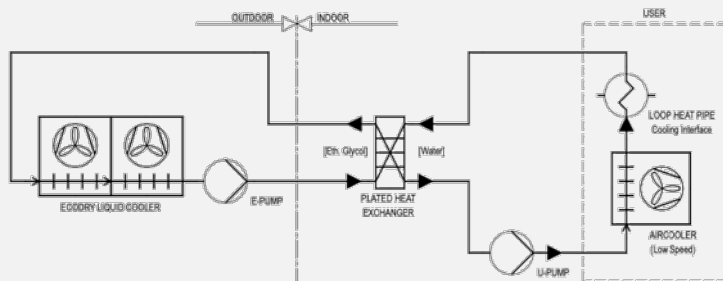 OUTDOOR INDOOR
USER
LOOP HEAT PIPE
Cooling Interface
[Eth. Glycol] [Water]
E-PUMP
PLATED HEAT
EXCHANGER
ECODRY LIQUID COOLER
AIRCOOLER
(Low Speed)
U-PUMP